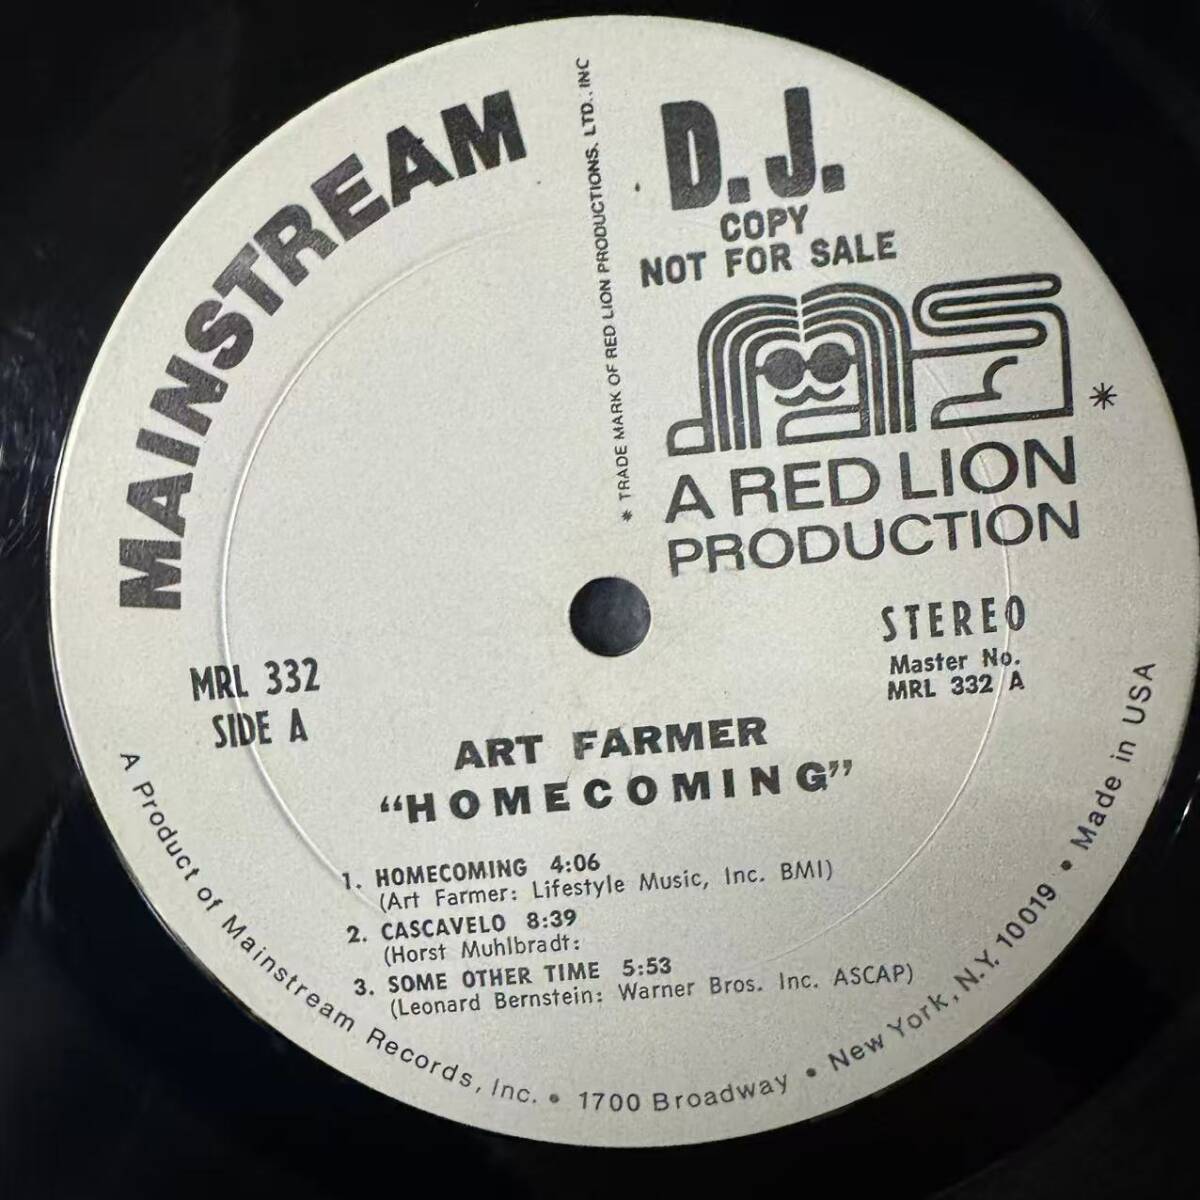 MAINSTREAM
* TRADE MARK OF RED LION PRODUCTIONS, LTD., INC
D.J.
COPY
NOT FOR SALE
*
A RED LION
PRODUCTION
STEREO
Master No.
MRL 332 A
MRL 332
SIDE A
ART FARMER
“HOMECOMING”
1. HOMECOMING 4:06
(Art Farmer: Lifestyle Music, Inc. BMI)
2. CASCAVELO 8:39
(Horst Muhlbradt:
3. SOME OTHER TIME 5:53
(Leonard Bernstein: Warner Bros. Inc. ASCAP)
A Product of Mainstream Records, Inc. • 1700 Broadway • New York, N.Y. 10019 • Made in USA